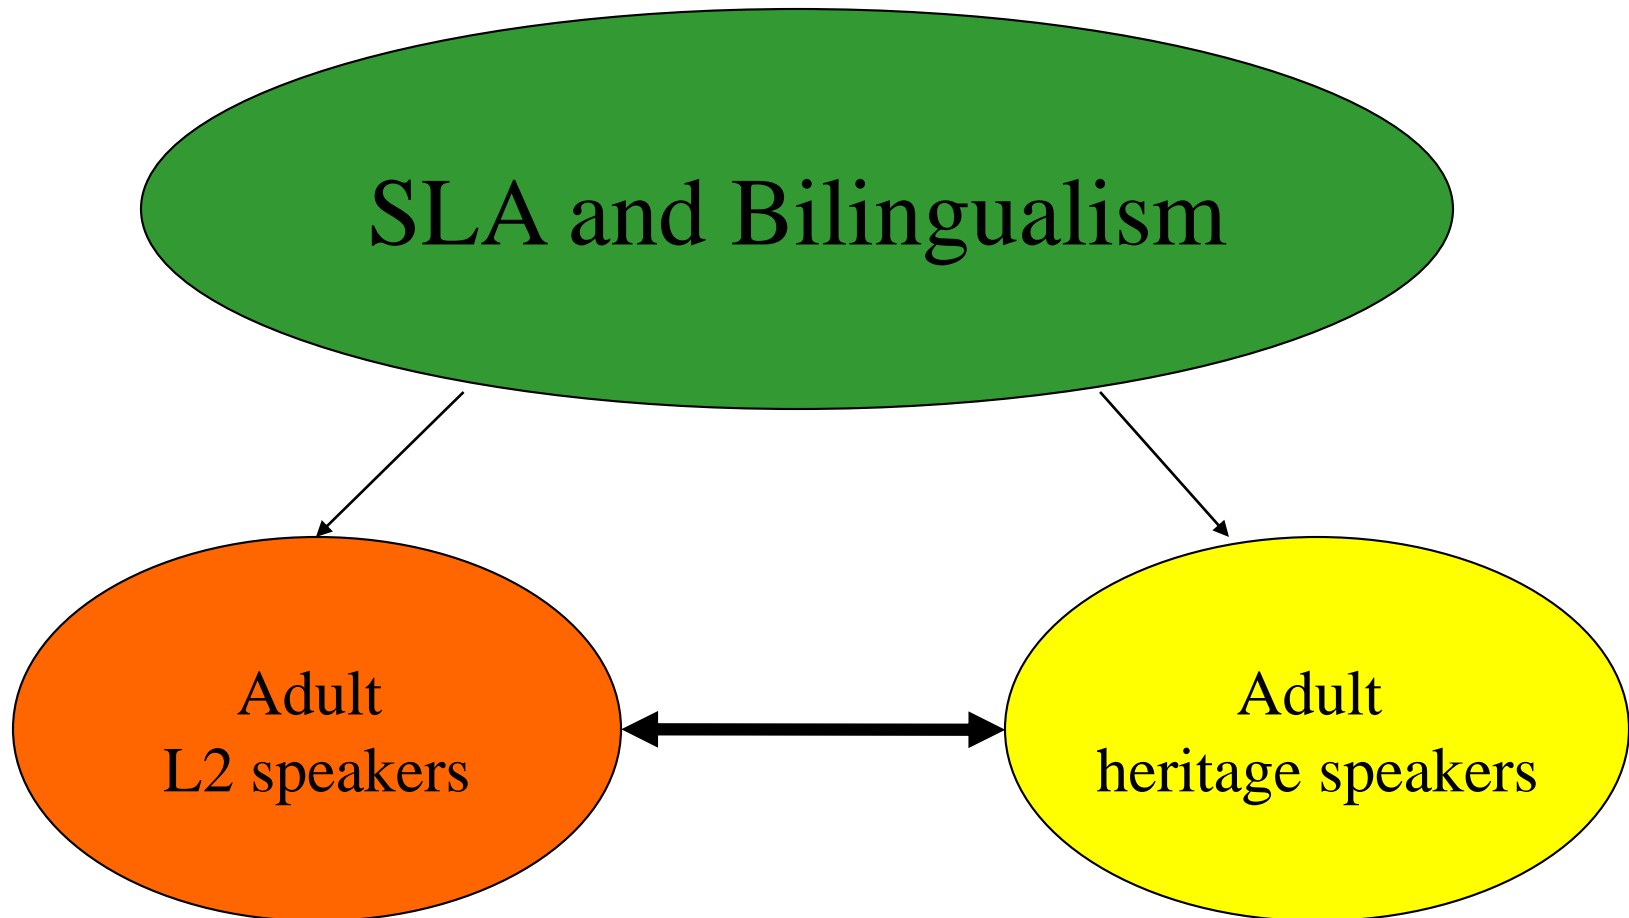 SLA and Bilingualism
Adult
L2 speakers
Adult
heritage speakers